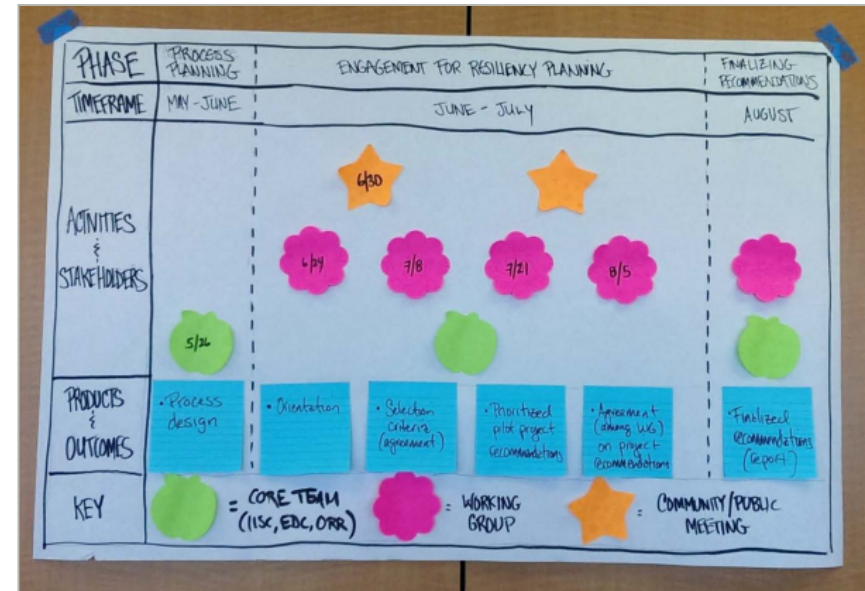 PHASE
PROCESS
PLANNING
ENGAGEMENT FOR RESILIENCY PLANNING
FINALIZING
RECOMMENDATIONS
TIMEFRAME
MAY - JUNE
JUNE - JULY
AUGUST
ACTIVITIES
&
STAKEHOLDERS
6/30
6/24
7/8
7/21
8/5
5/26
PRODUCTS
&
OUTCOMES
• Process
design
• Orientation
• Selection
criteria
(agreement)
• Prioritized
pilot project
recommendations
• Agreement
(among WG)
on project
recommendations
• Finalized
recommendations
(report)
KEY
= CORE TEAM
(IISC, EDC, ORR)
= WORKING
GROUP
= COMMUNITY/PUBLIC
MEETING